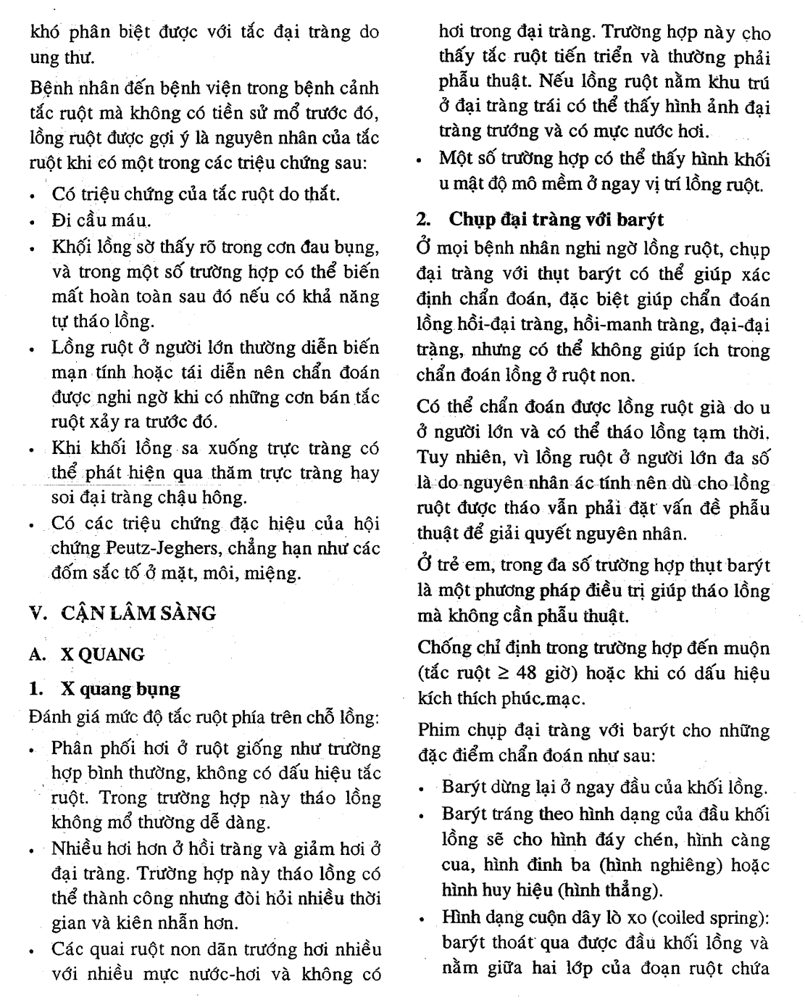 khó phân biệt được với tắc đại tràng do
ung thư.
Bệnh nhân đến bệnh viện trong bệnh cảnh
tắc ruột mà không có tiền sử mổ trước đó,
lồng ruột được gợi ý là nguyên nhân của tắc
ruột khi có một trong các triệu chứng sau:
• Có triệu chứng của tắc ruột do thắt.
• Đi cầu máu.
• Khối lồng sờ thấy rõ trong cơn đau bụng,
và trong một số trường hợp có thể biến
mất hoàn toàn sau đó nếu có khả năng
tự tháo lồng.
• Lồng ruột ở người lớn thường diễn biến
mạn tính hoặc tái diễn nên chẩn đoán
được nghi ngờ khi có những cơn bán tắc
ruột xảy ra trước đó.
• Khi khối lồng sa xuống trực tràng có
thể phát hiện qua thăm trực tràng hay
soi đại tràng chậu hông.
• Có các triệu chứng đặc hiệu của hội
chứng Peutz-Jeghers, chẳng hạn như các
đốm sắc tố ở mặt, môi, miệng.
V. CẬN LÂM SÀNG
A. X QUANG
1. X quang bụng
Đánh giá mức độ tắc ruột phía trên chỗ lồng:
• Phân phối hơi ở ruột giống như trường
hợp bình thường, không có dấu hiệu tắc
ruột. Trong trường hợp này tháo lồng
không mổ thường dễ dàng.
• Nhiều hơi hơn ở hồi tràng và giảm hơi ở
đại tràng. Trường hợp này tháo lồng có
thể thành công nhưng đòi hỏi nhiều thời
gian và kiên nhẫn hơn.
• Các quai ruột non dãn trướng hơi nhiều
với nhiều mực nước-hơi và không có
hơi trong đại tràng. Trường hợp này cho
thấy tắc ruột tiến triển và thường phải
phẫu thuật. Nếu lồng ruột nằm khu trú
ở đại tràng trái có thể thấy hình ảnh đại
tràng trướng và có mực nước hơi.
• Một số trường hợp có thể thấy hình khối
u mật độ mô mềm ở ngay vị trí lồng ruột.
2. Chụp đại tràng với barýt
Ở mọi bệnh nhân nghi ngờ lồng ruột, chụp
đại tràng với thụt barýt có thể giúp xác
định chẩn đoán, đặc biệt giúp chẩn đoán
lồng hồi-đại tràng, hồi-manh tràng, đại-đại
tràng, nhưng có thể không giúp ích trong
chẩn đoán lồng ở ruột non.
Có thể chẩn đoán được lồng ruột già do u
ở người lớn và có thể tháo lồng tạm thời.
Tuy nhiên, vì lồng ruột ở người lớn đa số
là do nguyên nhân ác tính nên dù cho lồng
ruột được tháo vẫn phải đặt vấn đề phẫu
thuật để giải quyết nguyên nhân.
Ở trẻ em, trong đa số trường hợp thụt barýt
là một phương pháp điều trị giúp tháo lồng
mà không cần phẫu thuật.
Chống chỉ định trong trường hợp đến muộn
(tắc ruột ≥ 48 giờ) hoặc khi có dấu hiệu
kích thích phúc mạc.
Phim chụp đại tràng với barýt cho những
đặc điểm chẩn đoán như sau:
• Barýt dừng lại ở ngay đầu của khối lồng.
• Barýt tráng theo hình dạng của đầu khối
lồng sẽ cho hình đáy chén, hình càng
cua, hình đinh ba (hình nghiêng) hoặc
hình huy hiệu (hình thẳng).
• Hình dạng cuộn dây lò xo (coiled spring):
barýt thoát qua được đầu khối lồng và
nằm giữa hai lớp của đoạn ruột chứa